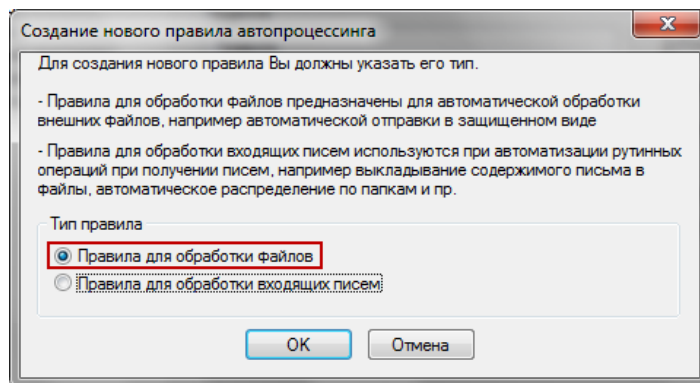 Создание нового правила автопроцессинга
Для создания нового правила Вы должны указать его тип.
- Правила для обработки файлов предназначены для автоматической обработки
внешних файлов, например автоматической отправки в защищенном виде
- Правила для обработки входящих писем используются при автоматизации рутинных
операций при получении писем, например выкладывание содержимого письма в
файлы, автоматическое распределение по папкам и пр.
Тип правила
Правила для обработки файлов
Правила для обработки входящих писем
OK
Отмена